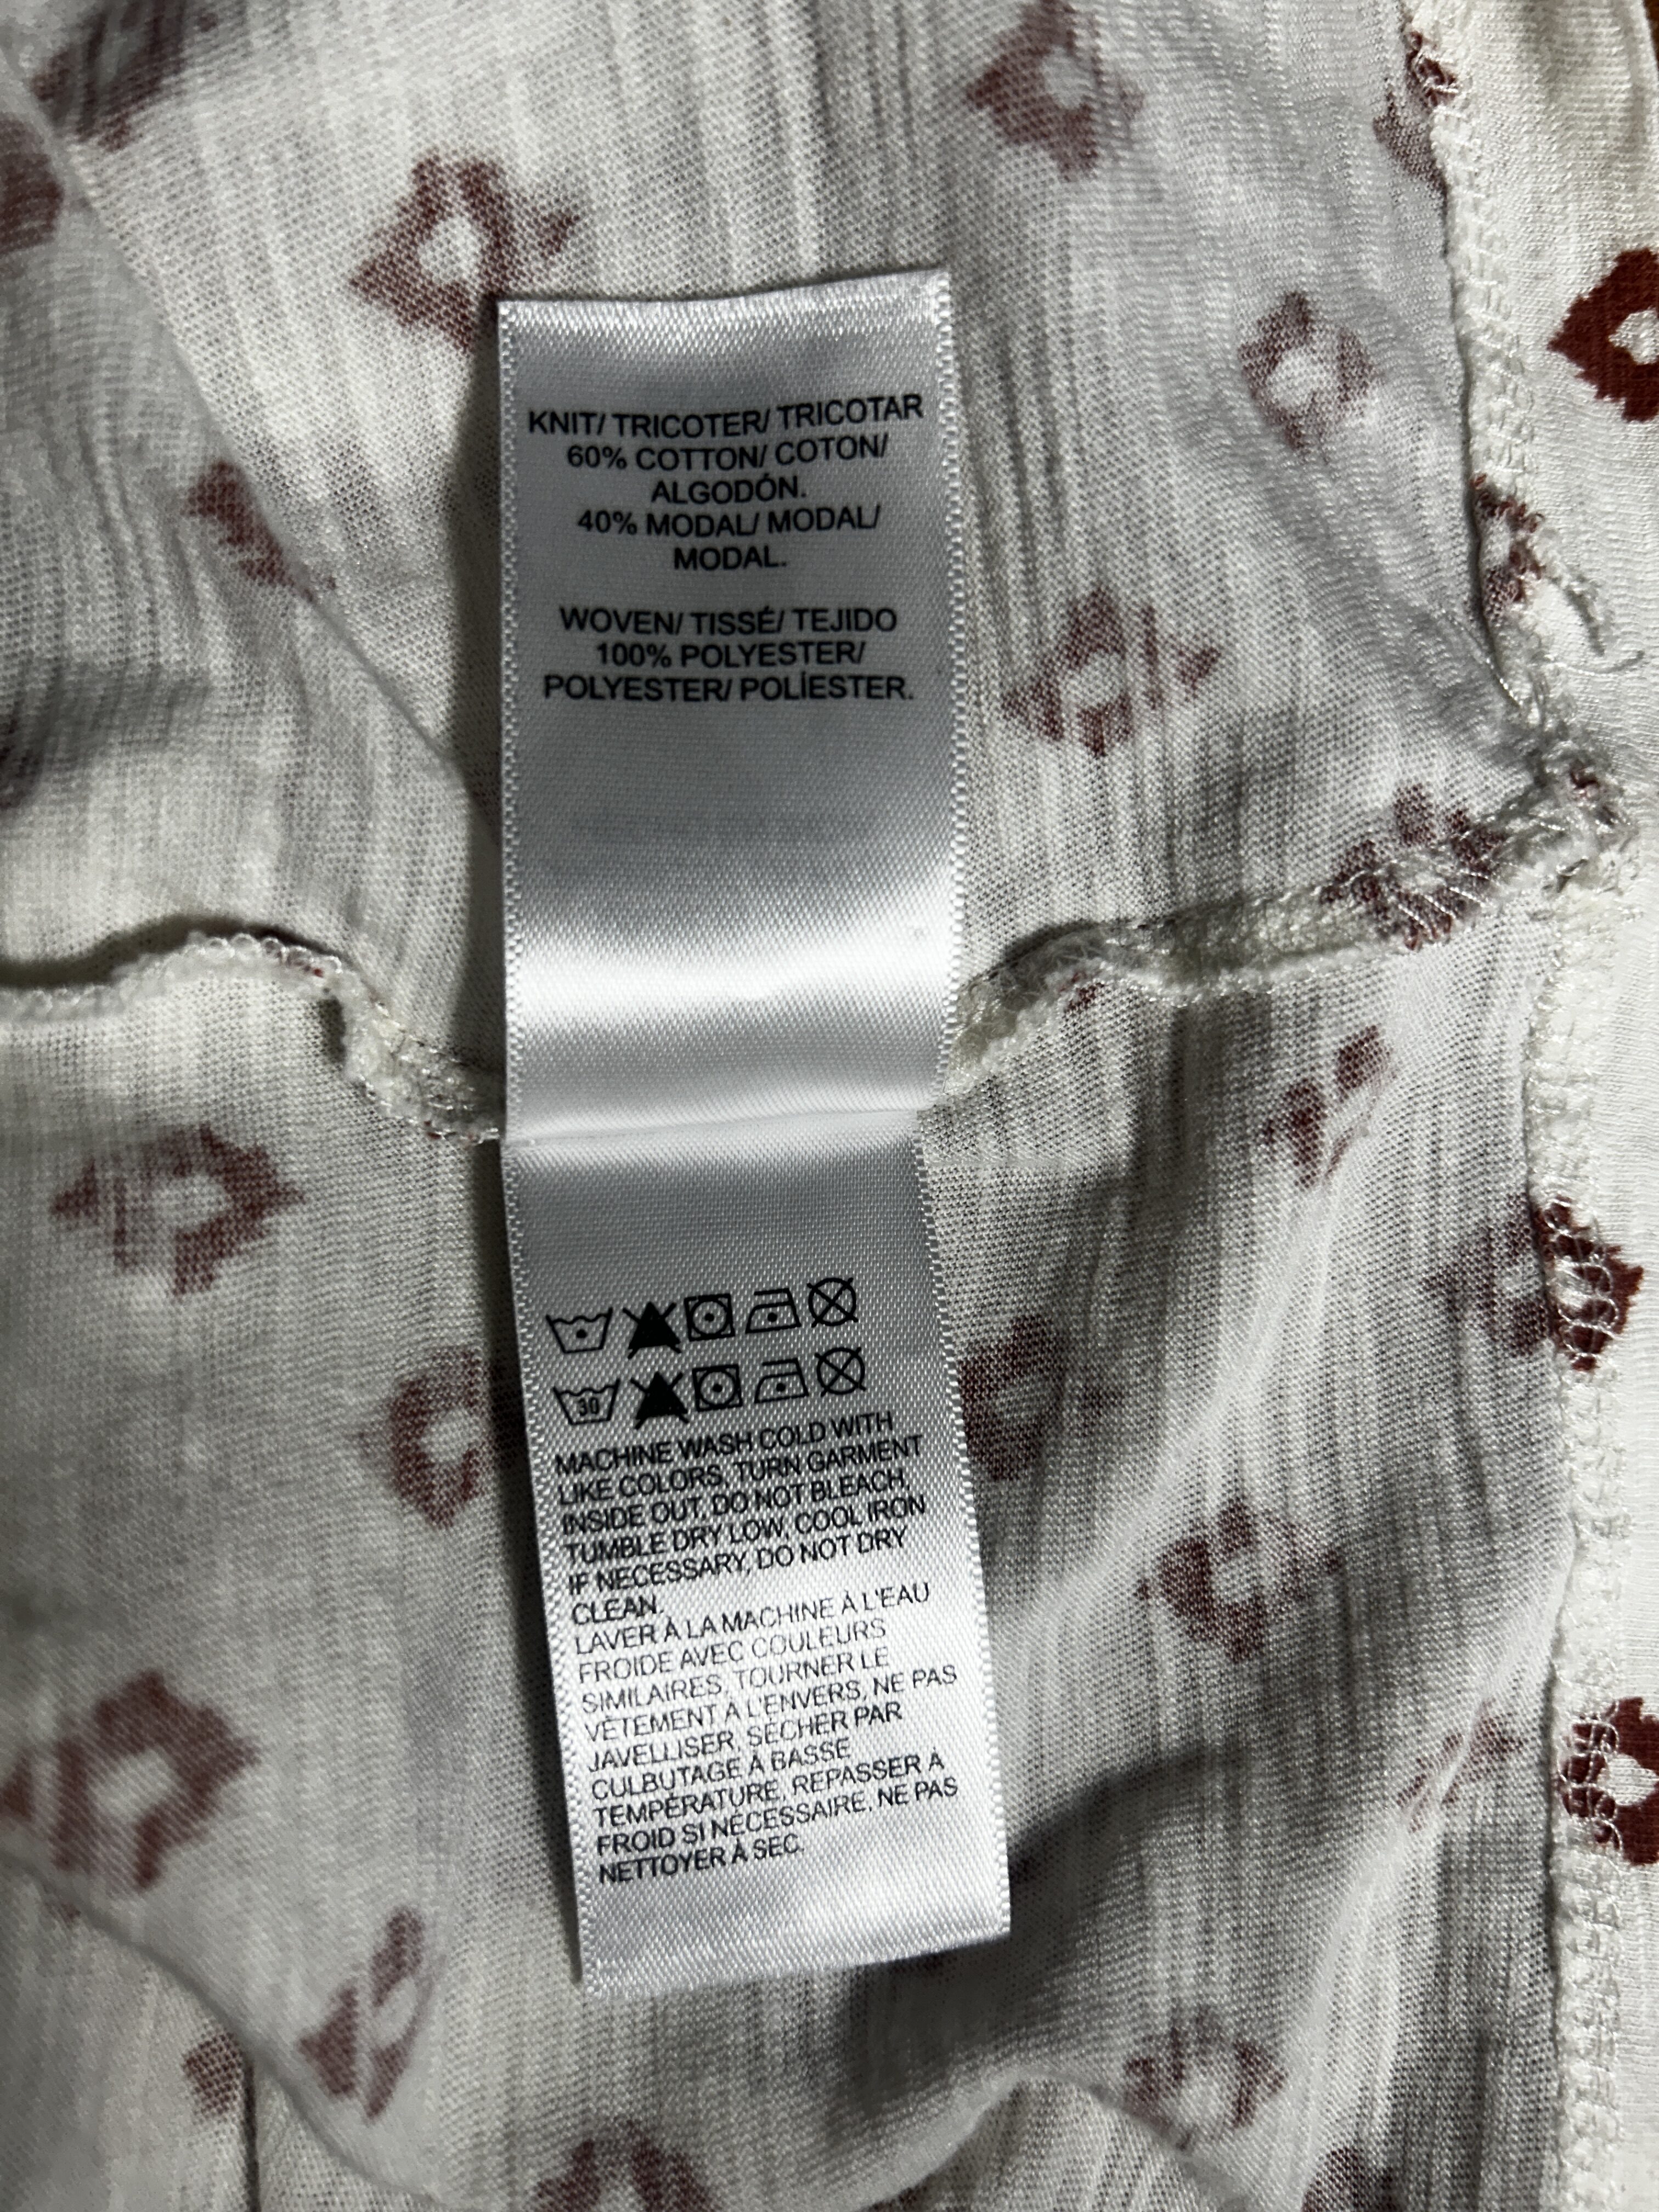 KNIT/ TRICOTER/ TRICOTAR
60% COTTON/ COTON/
ALGODÓN.
40% MODAL/ MODAL/
MODAL.
WOVEN/ TISSÉ/ TEJIDO
100% POLYESTER/
POLYESTER/ POLÍESTER.
30
MACHINE WASH COLD WITH
LIKE COLORS, TURN GARMENT
INSIDE OUT, DO NOT BLEACH,
TUMBLE DRY LOW, COOL IRON
IF NECESSARY, DO NOT DRY
CLEAN.
LAVER À LA MACHINE À L'EAU
FROIDE AVEC COULEURS
SIMILAIRES, TOURNER LE
VÊTEMENT À L'ENVERS, NE PAS
JAVELLISER, SÉCHER PAR
CULBUTAGE À BASSE
TEMPÉRATURE, REPASSER À
FROID SI NÉCESSAIRE, NE PAS
NETTOYER À SEC.